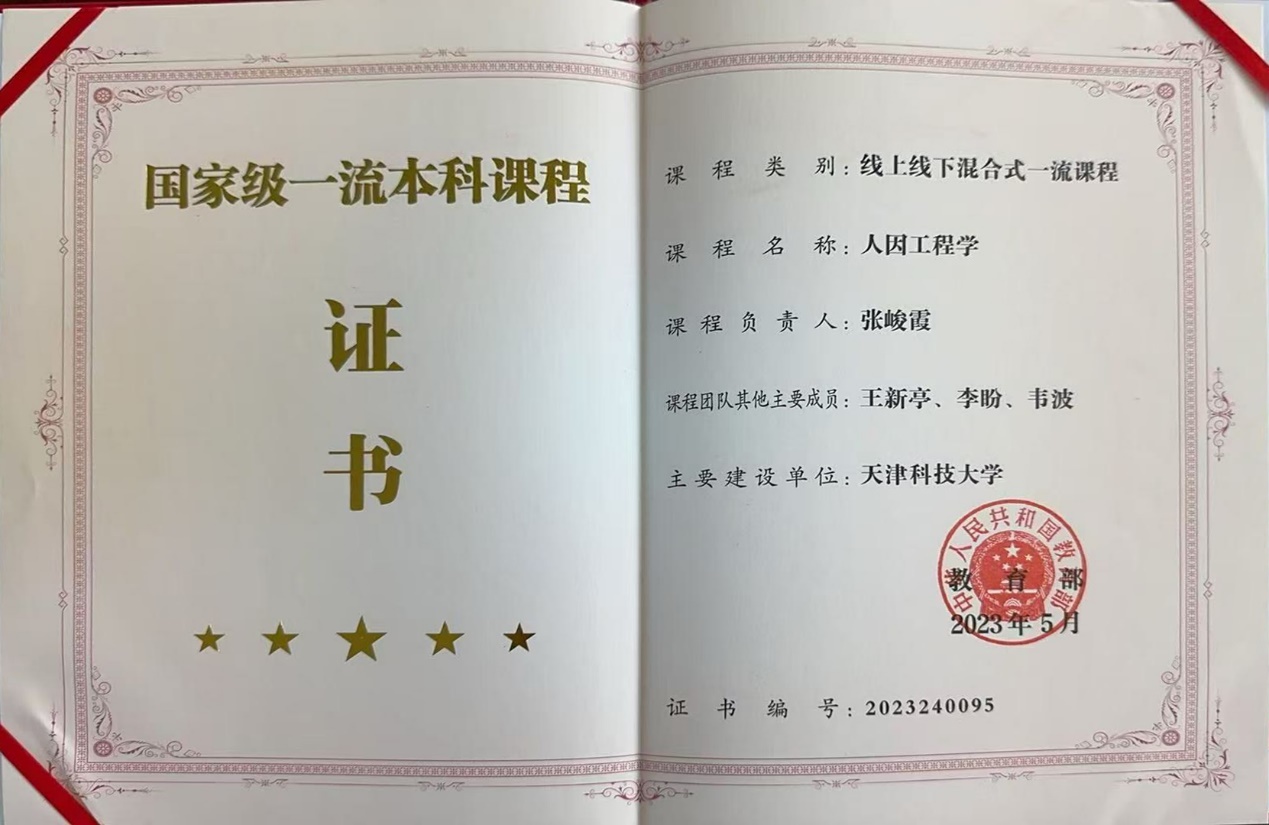 国家级一流本科课程
证
书
课程类别：线上线下混合式一流课程
课程名称：人因工程学
课程负责人：张峻霞
课程团队其他主要成员：王新亭、李盼、韦波
主要建设单位：天津科技大学
中华人民共和国教育部
教育部
2023年5月
证书编号：2023240095